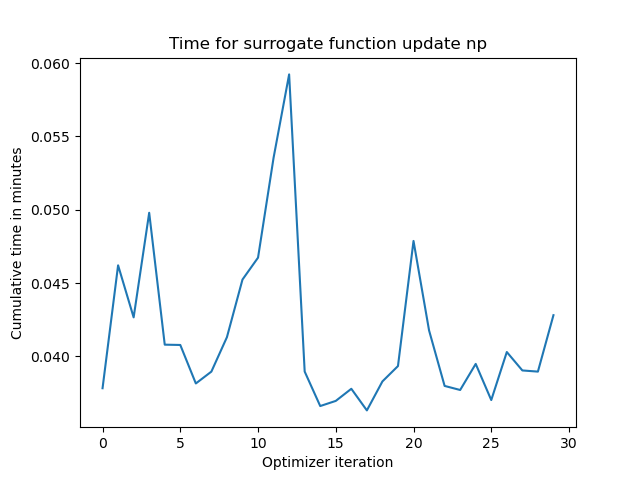 Time for surrogate function update np
Cumulative time in minutes
0.060
0.055
0.050
0.045
0.040
0 5 10 15 20 25 30
Optimizer iteration